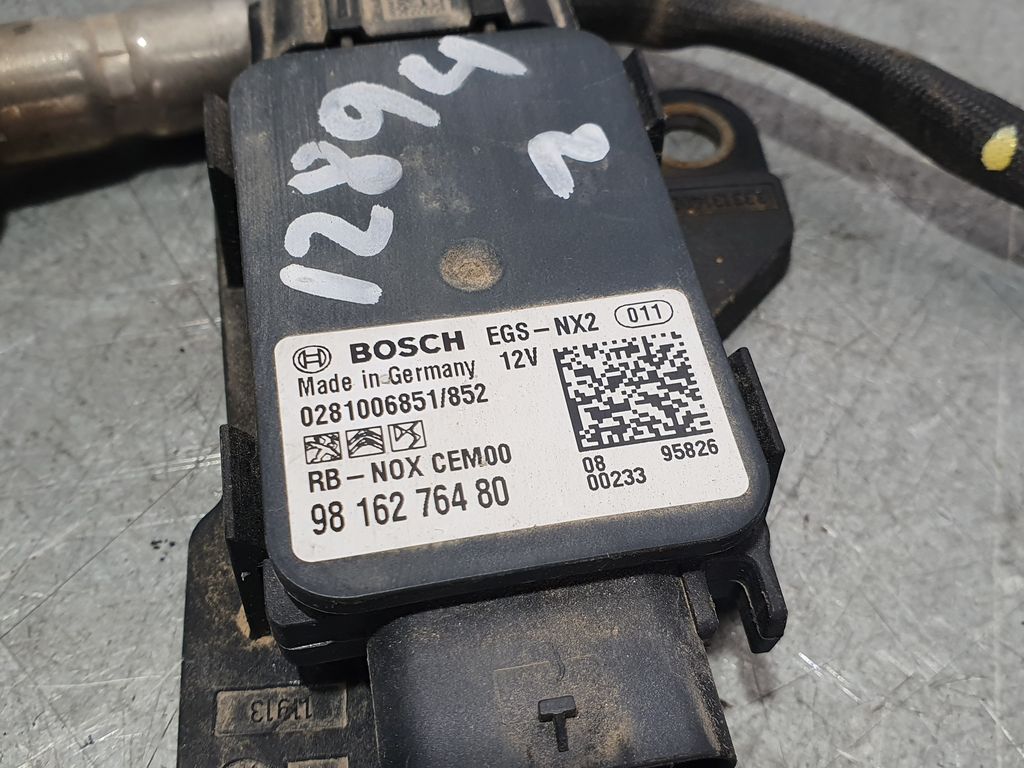 12894
2
BOSCH EGS-NX2 011
Made in Germany 12V
0281006851/852
RB-NOX CEM00
98 162 764 80
08 95826
00233
11913